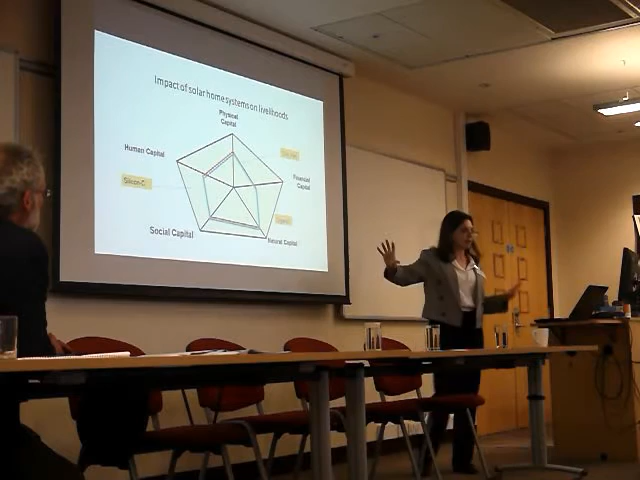 Impact of solar home systems on livelihoods
Physical
Capital
Human Capital
Financial
Capital
Social Capital
Natural Capital